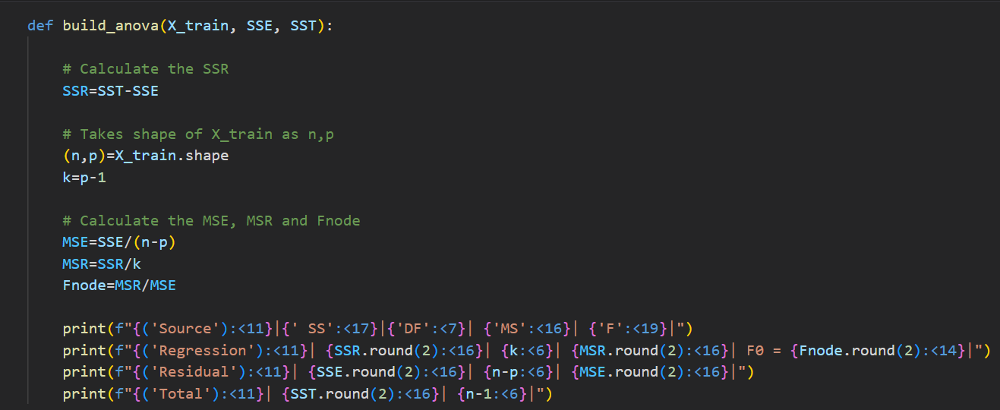 def build_anova(X_train, SSE, SST):
# Calculate the SSR
SSR=SST-SSE
# Takes shape of X_train as n,p
(n,p)=X_train.shape
k=p-1
# Calculate the MSE, MSR and Fnode
MSE=SSE/(n-p)
MSR=SSR/k
Fnode=MSR/MSE
print(f"{('Source'):<11}|{' SS':<17}|{'DF':<7}| {'MS':<16}| {'F':<19}|")
print(f"{('Regression'):<11}| {SSR.round(2):<16}| {k:<6}| {MSR.round(2):<16}| F0 = {Fnode.round(2):<14}|")
print(f"{('Residual'):<11}| {SSE.round(2):<16}| {n-p:<6}| {MSE.round(2):<16}|")
print(f"{('Total'):<11}| {SST.round(2):<16}| {n-1:<6}|")